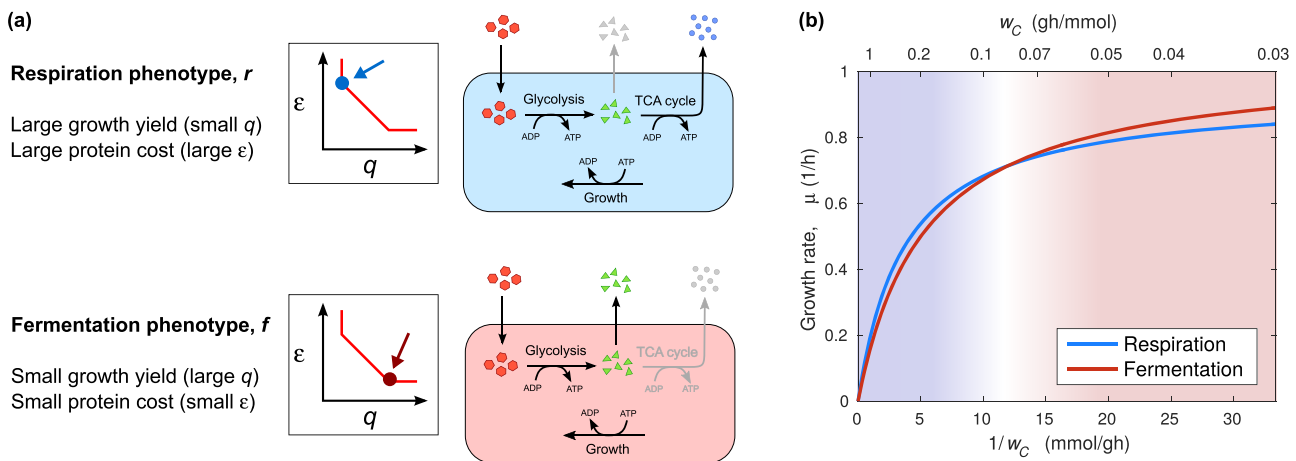 (a)
Respiration phenotype, r
Large growth yield (small q)
Large protein cost (large ε)
ε
q
Glycolysis
TCA cycle
ADP
ATP
ADP
ATP
ADP
ATP
Growth
Fermentation phenotype, f
Small growth yield (large q)
Small protein cost (small ε)
ε
q
Glycolysis
TCA cycle
ADP
ATP
ADP
ATP
ADP
ATP
Growth
(b)
w_C (gh/mmol)
1 0.2 0.1 0.07 0.05 0.04 0.03
Growth rate, μ (1/h)
1
0.8
0.6
0.4
0.2
0
Respiration
Fermentation
0 5 10 15 20 25 30
1/w_C (mmol/gh)